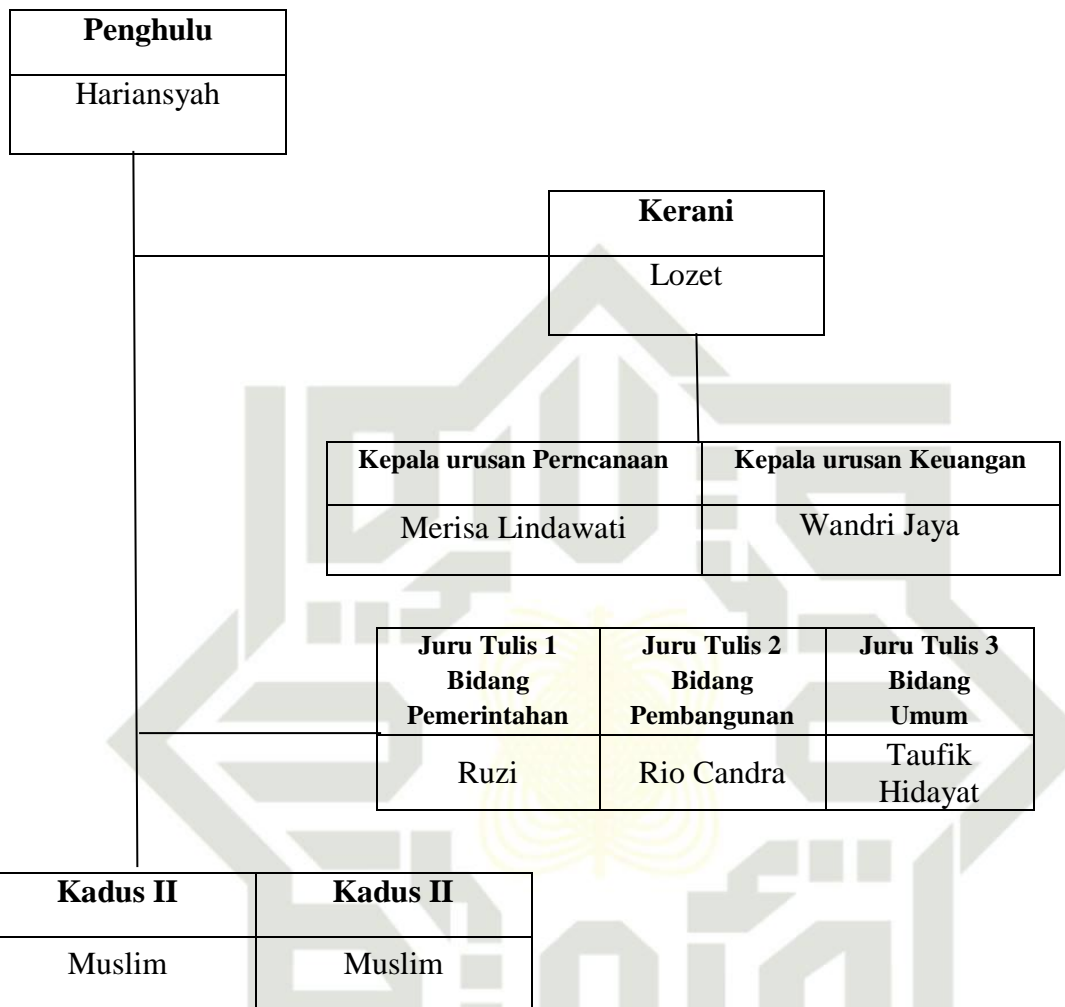 Penghulu
Hariansyah
Kerani
Lozet
Kepala urusan Perncanaan
Kepala urusan Keuangan
Merisa Lindawati
Wandri Jaya
Juru Tulis 1
Bidang
Pemerintahan
Juru Tulis 2
Bidang
Pembangunan
Juru Tulis 3
Bidang
Umum
Ruzi
Rio Candra
Taufik
Hidayat
Kadus II
Kadus II
Muslim
Muslim